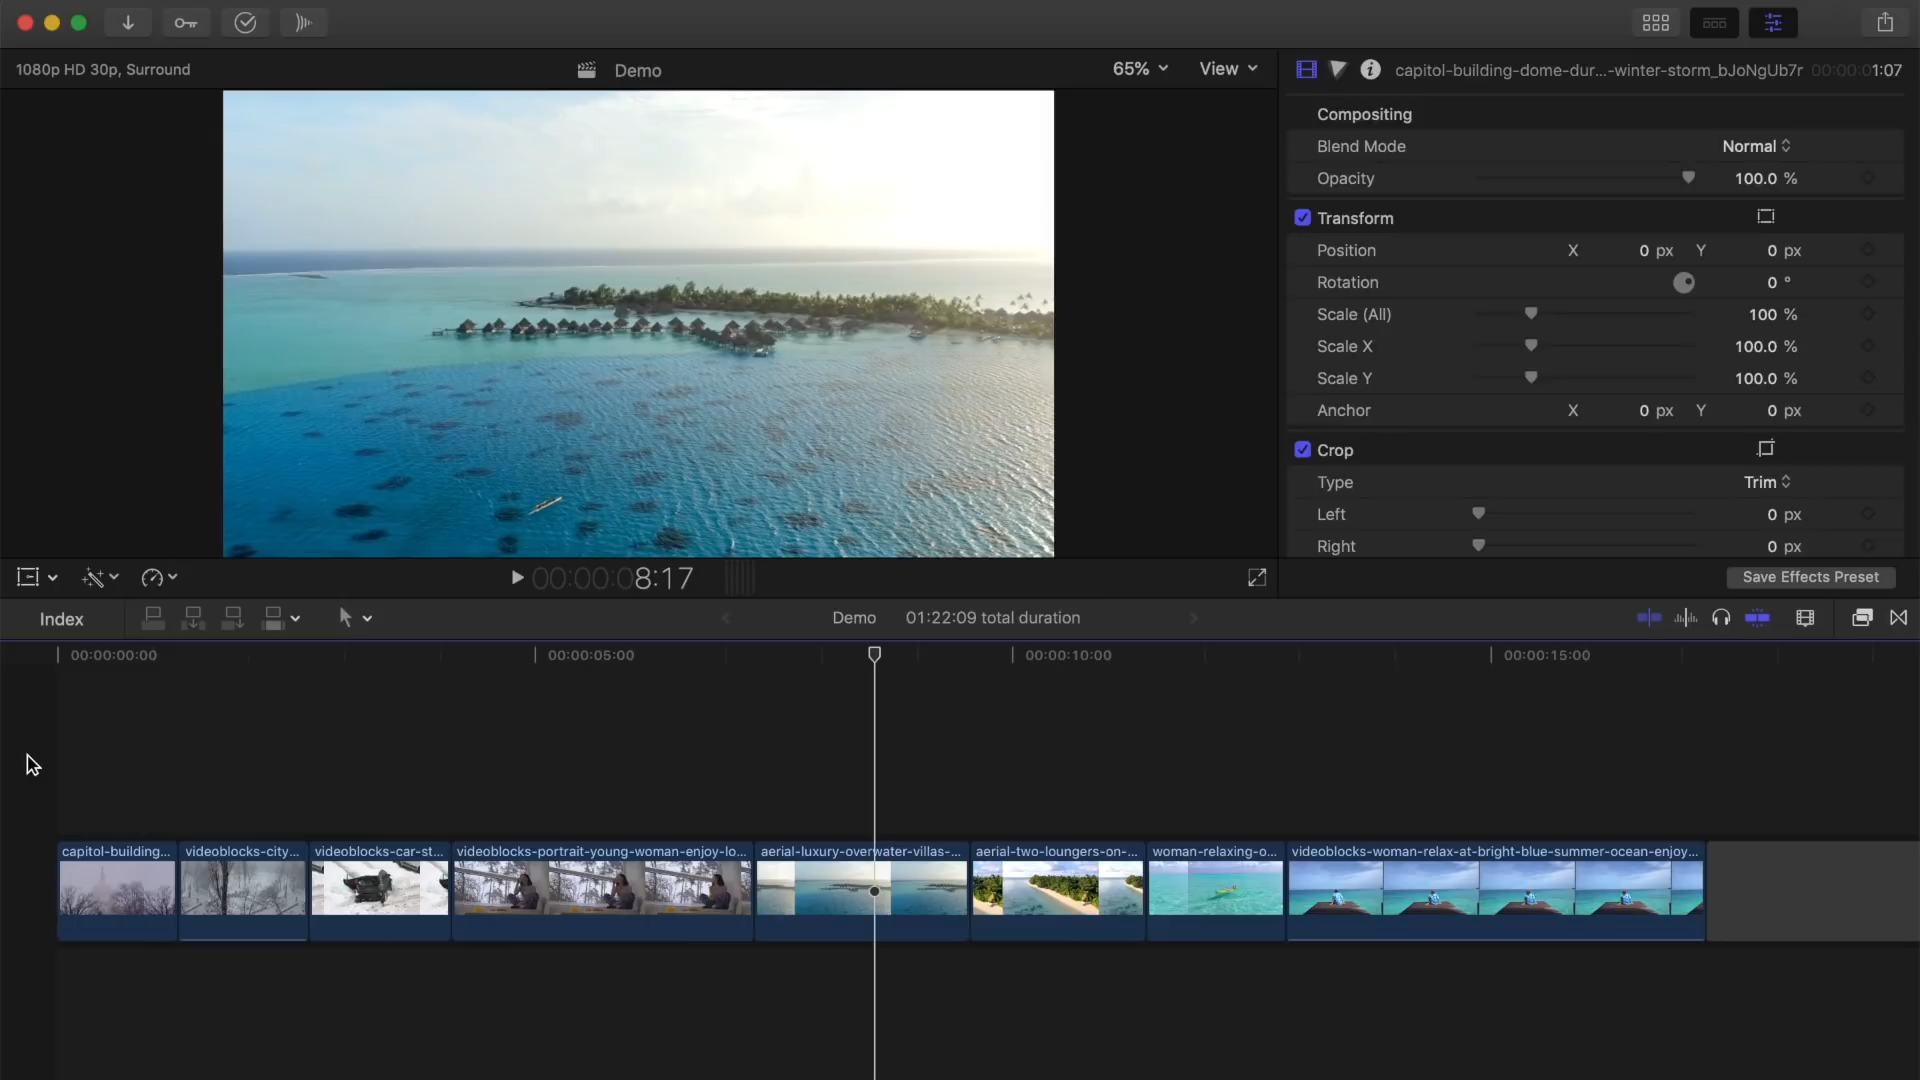 1080p HD 30p, Surround
Demo
65%
View
capitol-building-dome-dur...-winter-storm_bJoNgUb7r
00:00:01:07
Compositing
Blend Mode
Normal
Opacity
100.0 %
Transform
Position X 0 px Y 0 px
Rotation 0 °
Scale (All) 100 %
Scale X 100.0 %
Scale Y 100.0 %
Anchor X 0 px Y 0 px
Crop
Type Trim
Left 0 px
Right 0 px
00:00:08:17
Save Effects Preset
Index
Demo
01:22:09 total duration
00:00:00:00
00:00:05:00
00:00:10:00
00:00:15:00
capitol-building...
videoblocks-city...
videoblocks-car-st...
videoblocks-portrait-young-woman-enjoy-lo...
aerial-luxury-overwater-villas-...
aerial-two-loungers-on-...
woman-relaxing-o...
videoblocks-woman-relax-at-bright-blue-summer-ocean-enjoy...